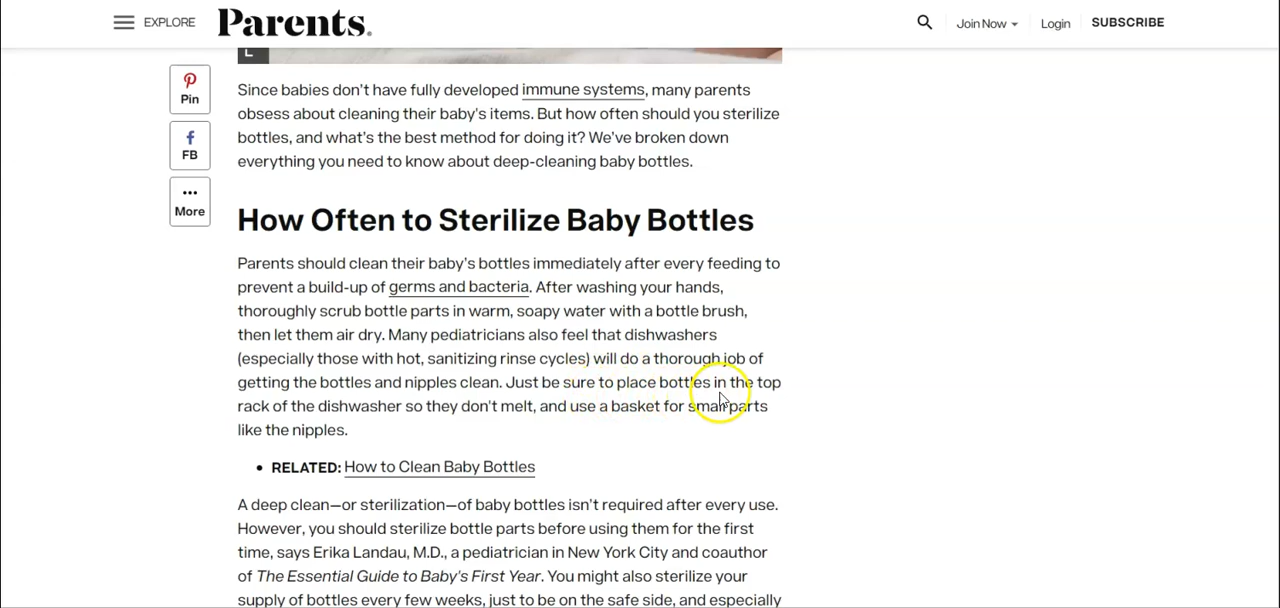 EXPLORE Parents. Join Now Login SUBSCRIBE
L
Pin
FB
More
Since babies don't have fully developed immune systems, many parents
obsess about cleaning their baby's items. But how often should you sterilize
bottles, and what's the best method for doing it? We've broken down
everything you need to know about deep-cleaning baby bottles.
How Often to Sterilize Baby Bottles
Parents should clean their baby's bottles immediately after every feeding to
prevent a build-up of germs and bacteria. After washing your hands,
thoroughly scrub bottle parts in warm, soapy water with a bottle brush,
then let them air dry. Many pediatricians also feel that dishwashers
(especially those with hot, sanitizing rinse cycles) will do a thorough job of
getting the bottles and nipples clean. Just be sure to place bottles in the top
rack of the dishwasher so they don't melt, and use a basket for small parts
like the nipples.
• RELATED: How to Clean Baby Bottles
A deep clean—or sterilization—of baby bottles isn't required after every use.
However, you should sterilize bottle parts before using them for the first
time, says Erika Landau, M.D., a pediatrician in New York City and coauthor
of The Essential Guide to Baby's First Year. You might also sterilize your
supply of bottles every few weeks, just to be on the safe side, and especially